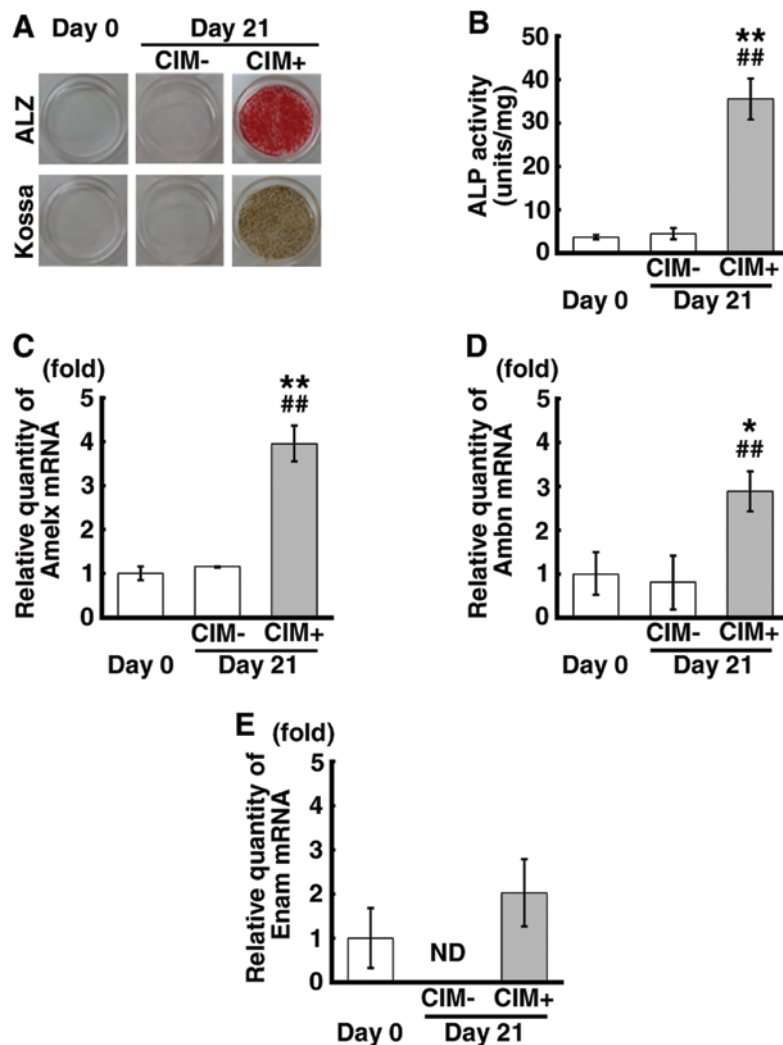 A
Day 0
Day 21
CIM-
CIM+
ALZ
Kossa
B
ALP activity
(units/mg)
50
40
30
20
10
0
**
##
CIM-
CIM+
Day 0
Day 21
C
(fold)
Relative quantity of
Amelx mRNA
5
4
3
2
1
0
**
##
CIM-
CIM+
Day 0
Day 21
D
(fold)
Relative quantity of
Ambn mRNA
5
4
3
2
1
0
*
##
CIM-
CIM+
Day 0
Day 21
E
(fold)
Relative quantity of
Enam mRNA
5
4
3
2
1
0
ND
CIM-
CIM+
Day 0
Day 21